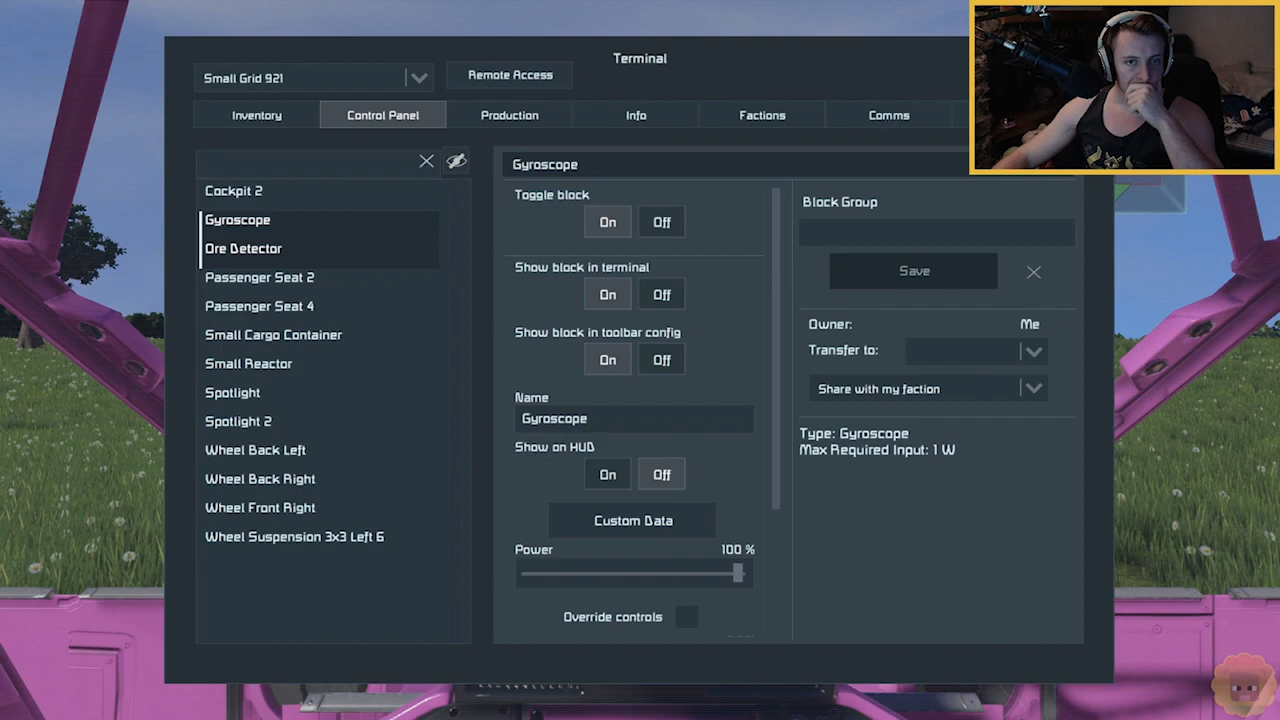 Terminal
Small Grid 921
Remote Access
Inventory
Control Panel
Production
Info
Factions
Comms
Cockpit 2
Gyroscope
Ore Detector
Passenger Seat 2
Passenger Seat 4
Small Cargo Container
Small Reactor
Spotlight
Spotlight 2
Wheel Back Left
Wheel Back Right
Wheel Front Right
Wheel Suspension 3x3 Left 6
Gyroscope
Toggle block
On Off
Show block in terminal
On Off
Show block in toolbar config
On Off
Name
Gyroscope
Show on HUD
On Off
Custom Data
Power 100 %
Override controls
Block Group
Save
Owner: Me
Transfer to:
Share with my faction
Type: Gyroscope
Max Required Input: 1 W